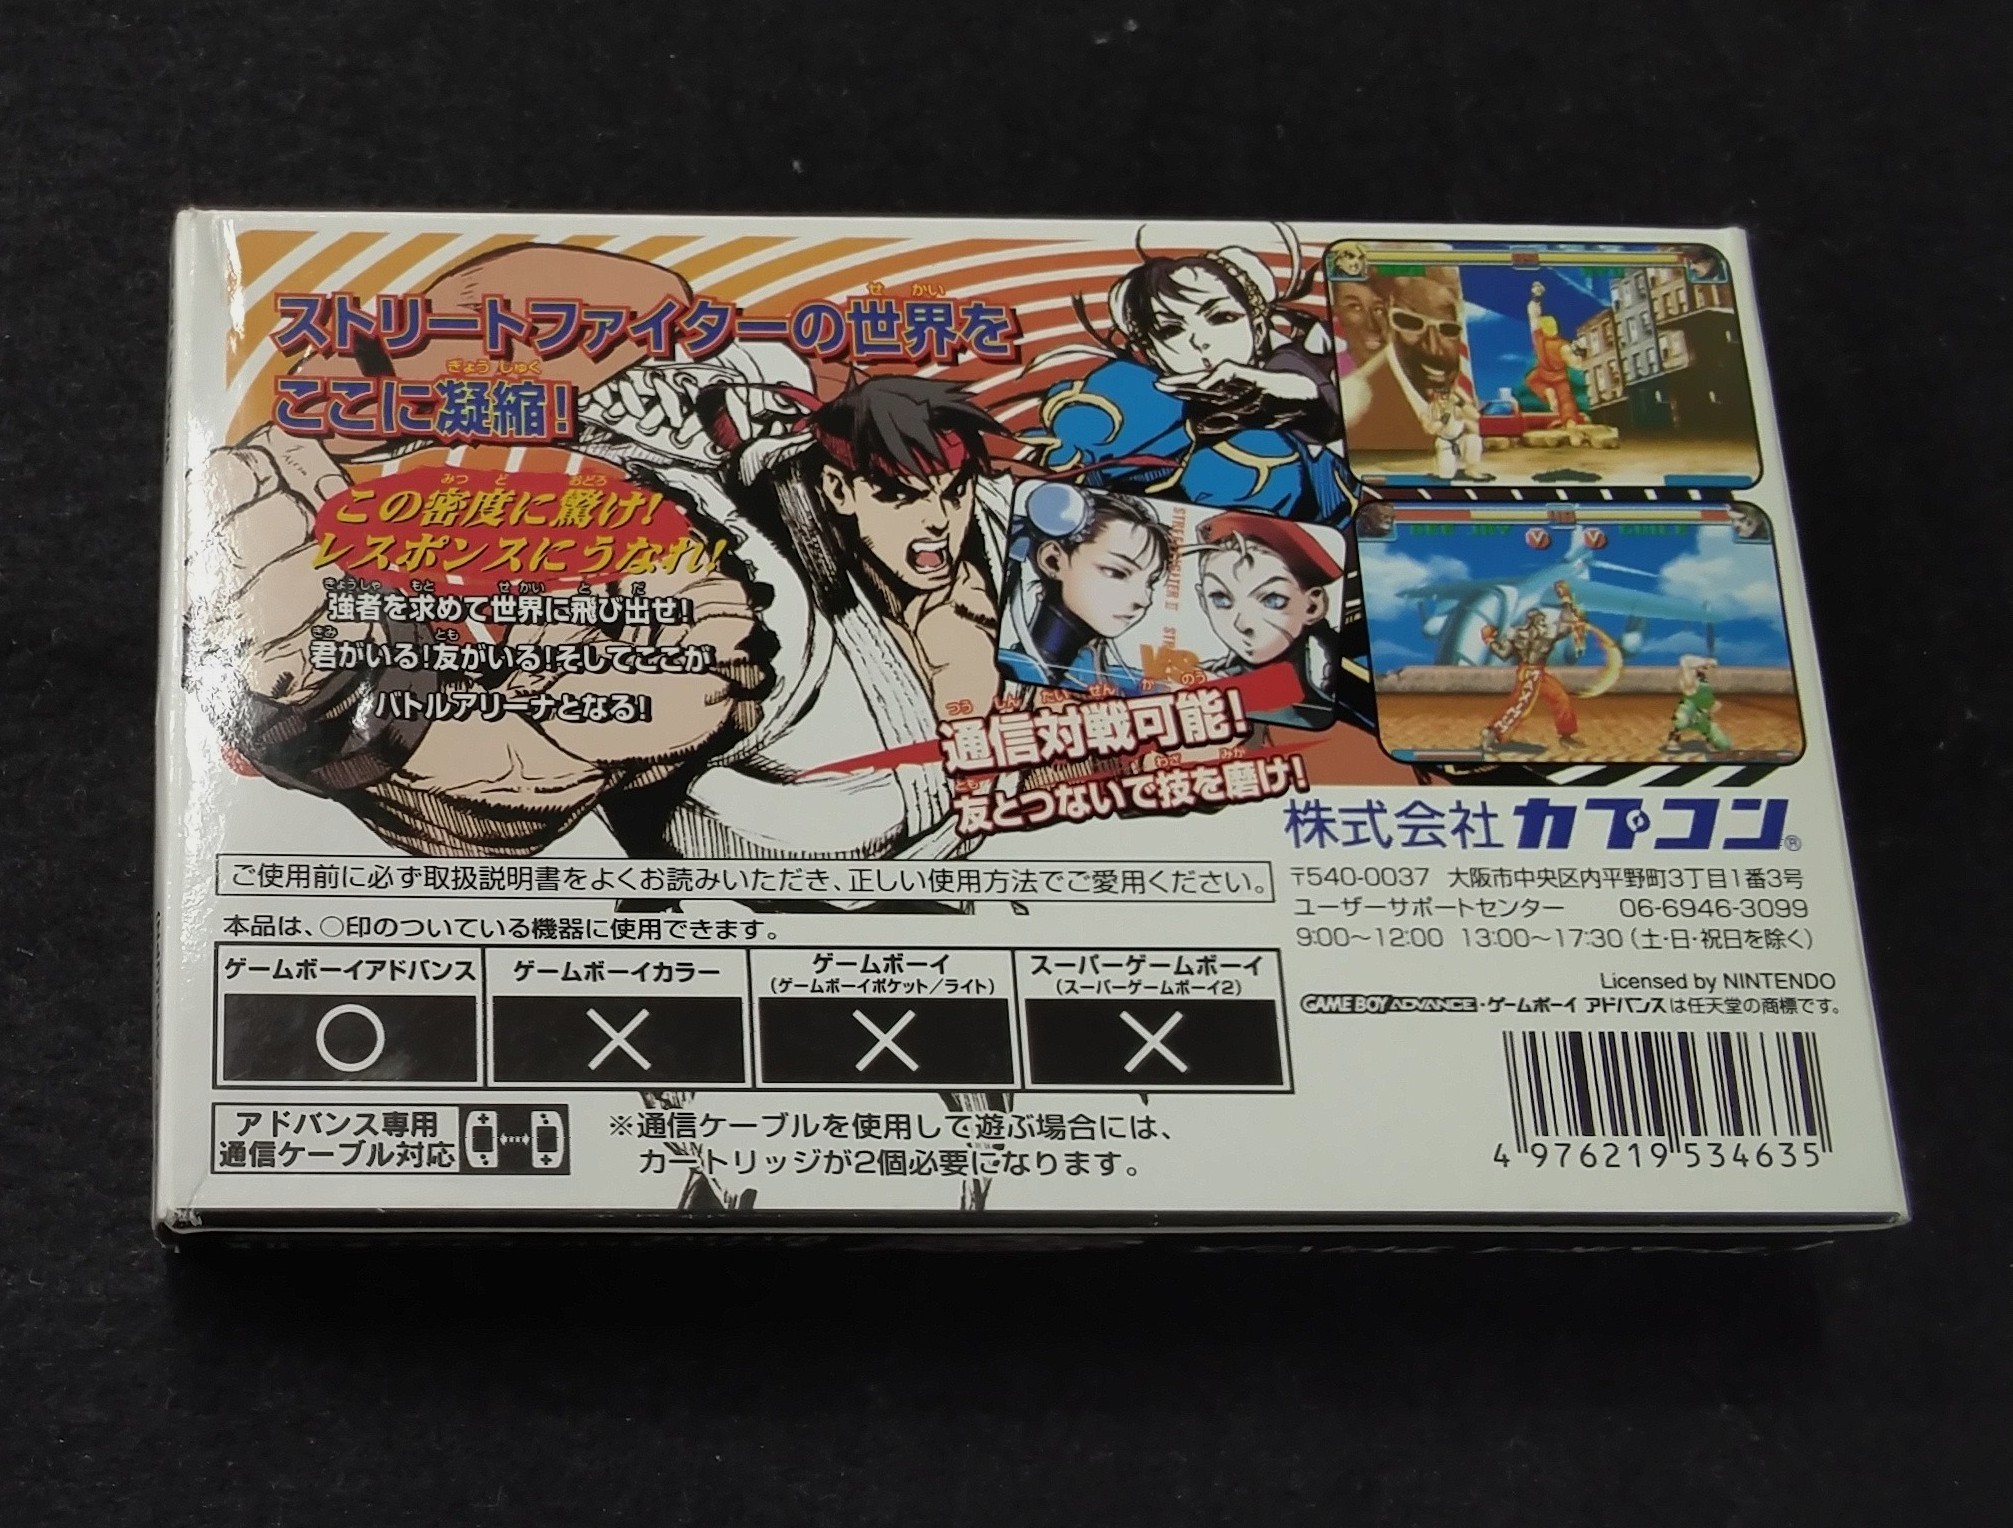 ストリートファイターの世界を
ここに凝縮!
この密度に驚け!
レスポンスにうなれ!
強者を求めて世界に飛び出せ!
君がいる!友がいる!そしてここが
バトルアリーナとなる!
DEE JAY
GUILE
VS
通信対戦可能!
友とつないで技を磨け!
株式会社カプコン®
〒540-0037 大阪市中央区内平野町3丁目1番3号
ユーザーサポートセンター 06-6946-3099
9:00〜12:00 13:00〜17:30(土・日・祝日を除く)
Licensed by NINTENDO
GAME BOY ADVANCE・ゲームボーイ アドバンスは任天堂の商標です。
ご使用前に必ず取扱説明書をよくお読みいただき、正しい使用方法でご愛用ください。
本品は、○印のついている機器に使用できます。
ゲームボーイアドバンス
ゲームボーイカラー
ゲームボーイ
(ゲームボーイポケット/ライト)
スーパーゲームボーイ
(スーパーゲームボーイ2)
○ × × ×
アドバンス専用
通信ケーブル対応
※通信ケーブルを使用して遊ぶ場合には、
カートリッジが2個必要になります。
4 976219 534635